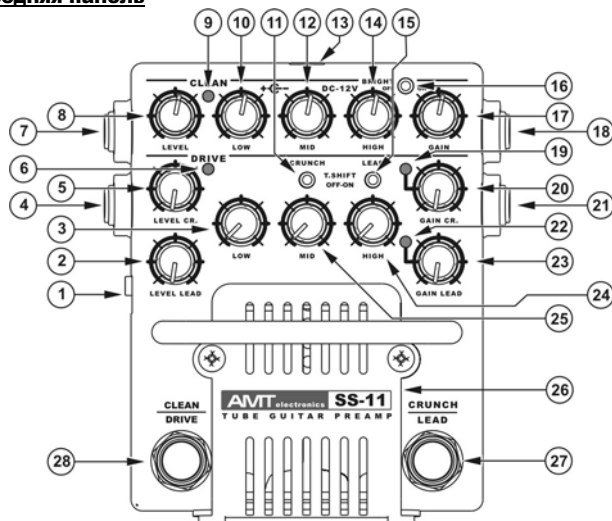 едняя панель
9 10 11 12 13 14 15
CLEAN
DC-12V
BRIGHT
OFF
16
8
LEVEL LOW MID HIGH GAIN
17
7
18
DRIVE
CRUNCH
LEAD
19
6
T.SHIFT
OFF-ON
5
20
4
LEVEL CR.
GAIN CR.
21
3
22
2
LOW MID HIGH
23
LEVEL LEAD
GAIN LEAD
1
24
25
AMT electronics SS-11
TUBE GUITAR PREAMP
26
CLEAN
DRIVE
CRUNCH
LEAD
28
27